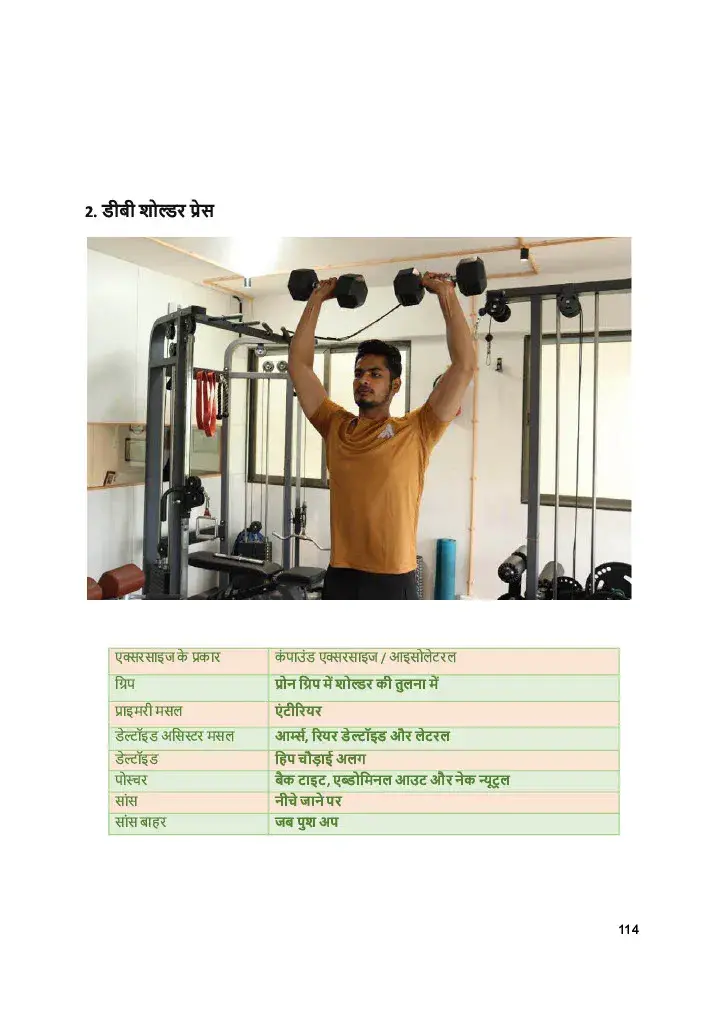 2. डीबी शोल्डर प्रेस
एक्सरसाइज के प्रकार कंपाउंड एक्सरसाइज / आइसोलेटरल
ग्रिप प्रोन ग्रिप में शोल्डर की तुलना में
प्राइमरी मसल एंटीरियर
डेल्टॉइड असिस्टर मसल आर्म्स, रियर डेल्टॉइड और लेटरल
डेल्टॉइड हिप चौड़ाई अलग
पोस्चर बैक टाइट, एब्डोमिनल आउट और नेक न्यूट्रल
सांस नीचे जाने पर
सांस बाहर जब पुश अप
114